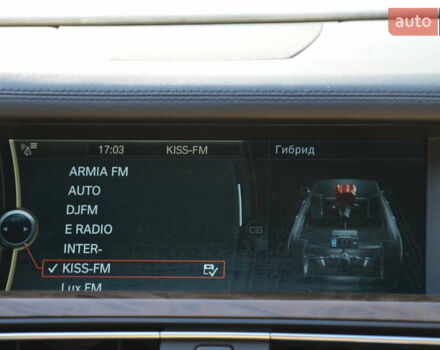 auto
17:03 KISS-FM Гибрид
ARMIA FM
AUTO
DJFM
E RADIO
INTER-
✓ KISS-FM
Lux FM